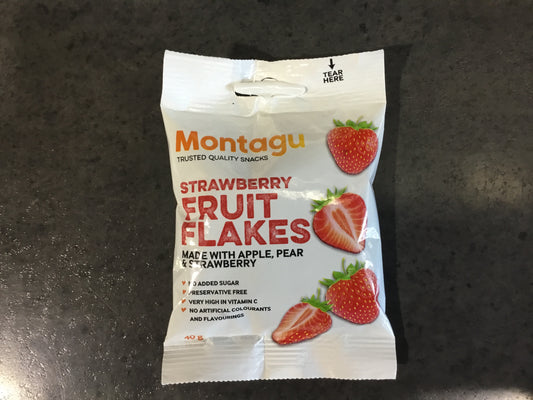 TEAR
HERE
Montagu
TRUSTED QUALITY SNACKS
STRAWBERRY
FRUIT
FLAKES
MADE WITH APPLE, PEAR
& STRAWBERRY
NO ADDED SUGAR
PRESERVATIVE FREE
VERY HIGH IN VITAMIN C
NO ARTIFICIAL COLOURANTS
AND FLAVOURINGS
40 g